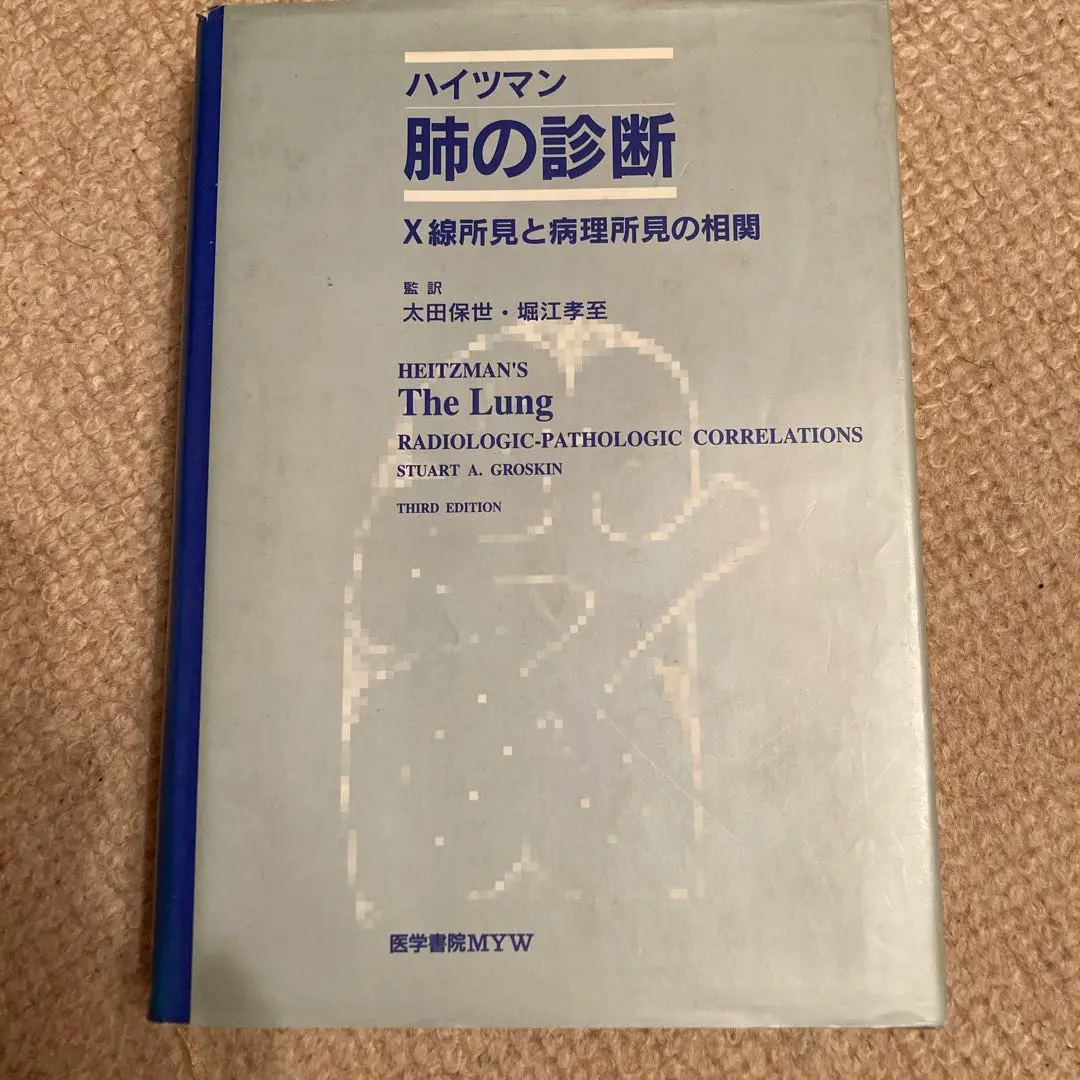 ハイツマン
肺の診断
X線所見と病理所見の相関
監訳
太田保世・堀江孝至
HEITZMAN'S
The Lung
RADIOLOGIC-PATHOLOGIC CORRELATIONS
STUART A. GROSKIN
THIRD EDITION
医学書院MYW